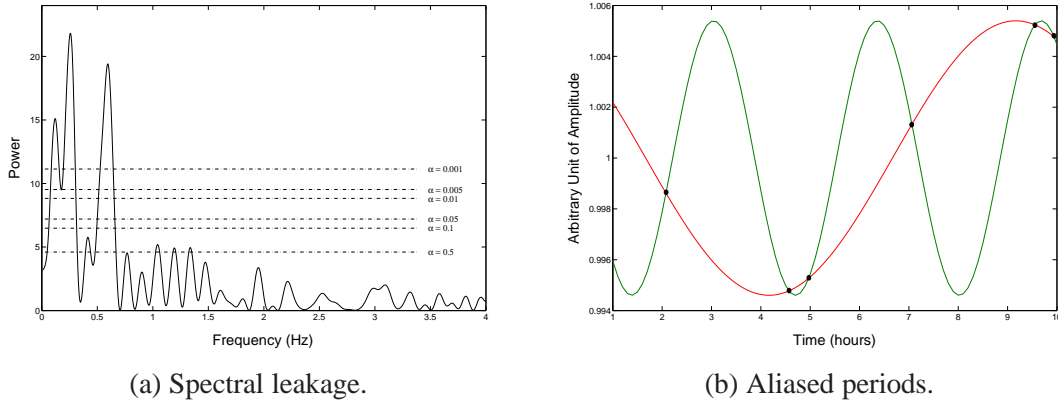 Power
20
15
10
5
0
α = 0.001
α = 0.005
α = 0.01
α = 0.05
α = 0.1
α = 0.5
0 0.5 1 1.5 2 2.5 3 3.5 4
Frequency (Hz)
(a) Spectral leakage.
Arbitrary Unit of Amplitude
1.006
1.004
1.002
1
0.998
0.996
0.994
1 2 3 4 5 6 7 8 9 10
Time (hours)
(b) Aliased periods.